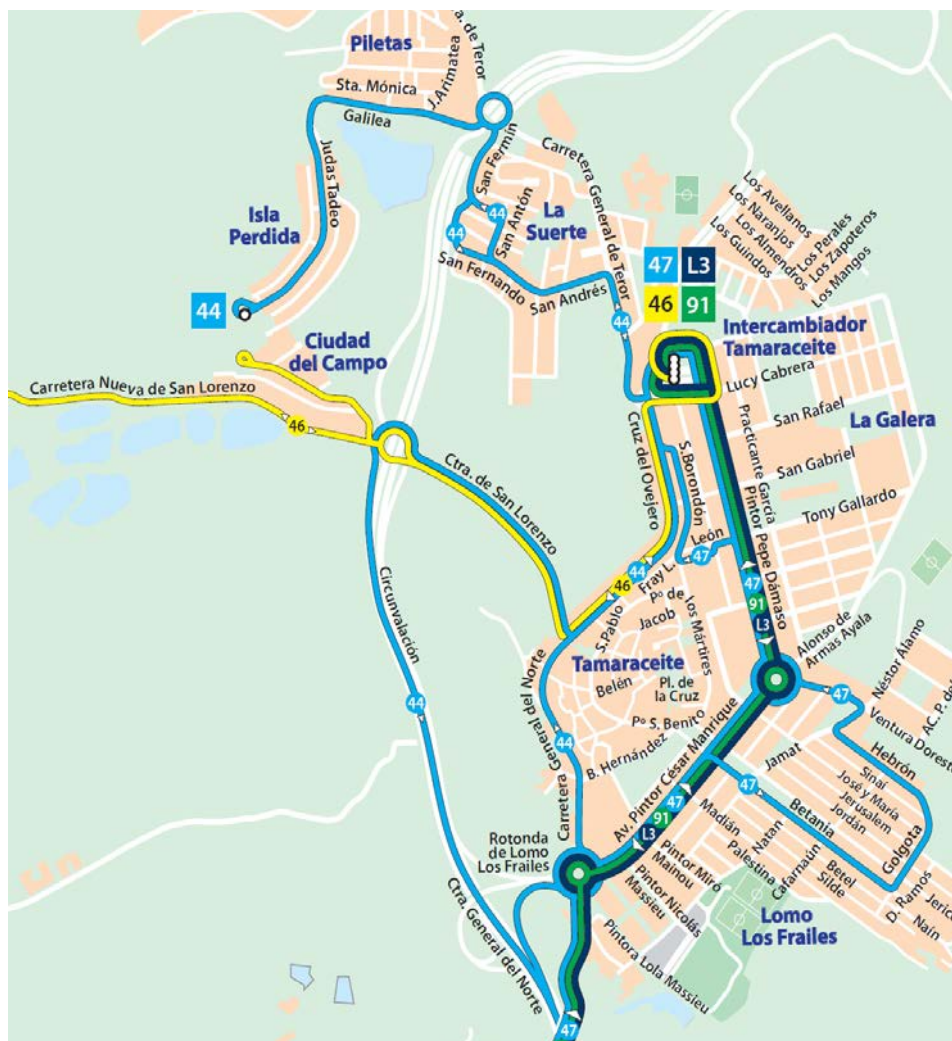 Piletas
a. de Teror
J. Arimatea
Sta. Mónica
Galilea
Judas Tadeo
San Fermín
Carretera General de Teror
Isla
Perdida
San Antón
La
Suerte
44
44
San Fernando
San Andrés
44
44
Los Avellanos
Los Naranjos
Los Almendros
Los Guindos
Los Perales
Los Zapoteros
Los Mangos
47
L3
46
91
Intercambiador
Tamaraceite
Ciudad
del Campo
Carretera Nueva de San Lorenzo
46
Lucy Cabrera
San Rafael
La Galera
San Gabriel
Tony Gallardo
Practicante García
Pintor Pepe Dámaso
Cruz del Ovejero
S. Borondón
León
47
Fray L.
44
46
Ctra. de San Lorenzo
Circunvalación
44
47
91
L3
Alonso de
Armas Ayala
S. Pablo
Pº de
los Mártires
Jacob
Tamaraceite
Belén
Pl. de
la Cruz
Pº S. Benito
B. Hernández
Carretera General del Norte
44
Néstor Álamo
AC. P. del
Ventura Doreste
47
Hebrón
Jamat
Av. Pintor César Manrique
47
91
L3
47
Betania
Sinaí
José y María
Jerusalem
Jordán
Golgota
Madián
Natan
Palestina
Cafarnaún
Betel
Silde
D. Ramos
Jeric
Nain
Rotonda
de Lomo
Los Frailes
Pintor Miró
Mainou
Pintor Nicolás
Massieu
Pintora Lola Massieu
Lomo
Los Frailes
Ctra. General del Norte
47